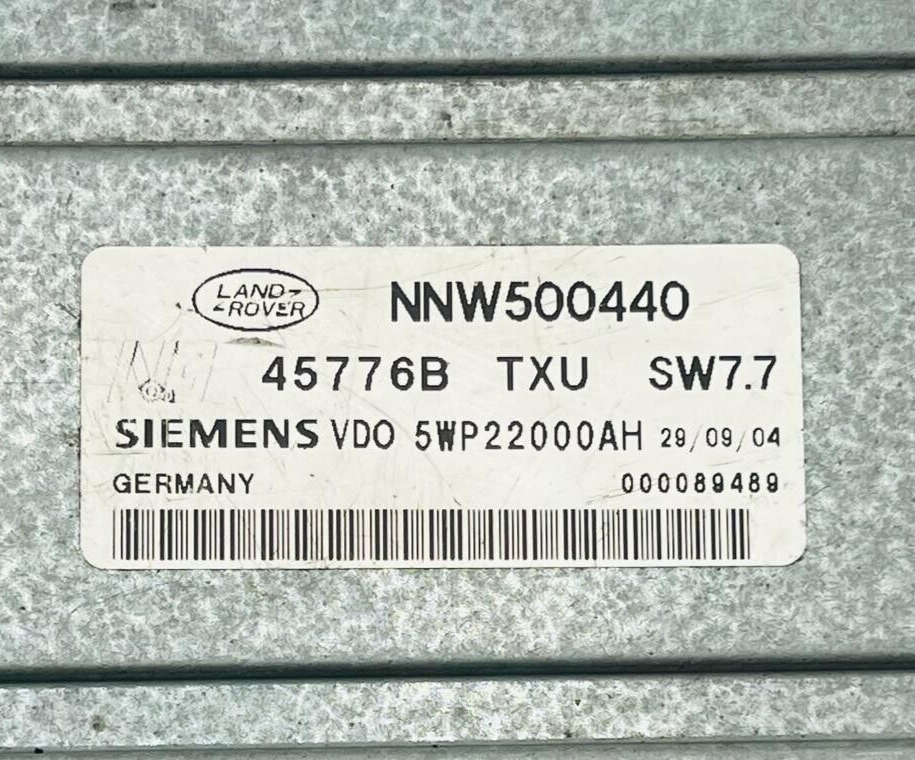 LAND-
ROVER
NNW500440
45776B TXU SW7.7
SIEMENS VDO 5WP22000AH 29/09/04
GERMANY 000089489